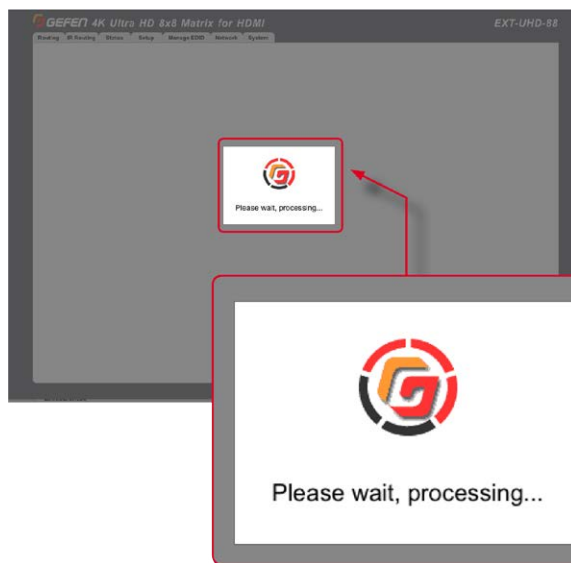 GEFEN 4K Ultra HD 8x8 Matrix for HDMI
EXT-UHD-88
Routing IR Routing Status Setup Manage EDID Network System
Please wait, processing...
Please wait, processing...